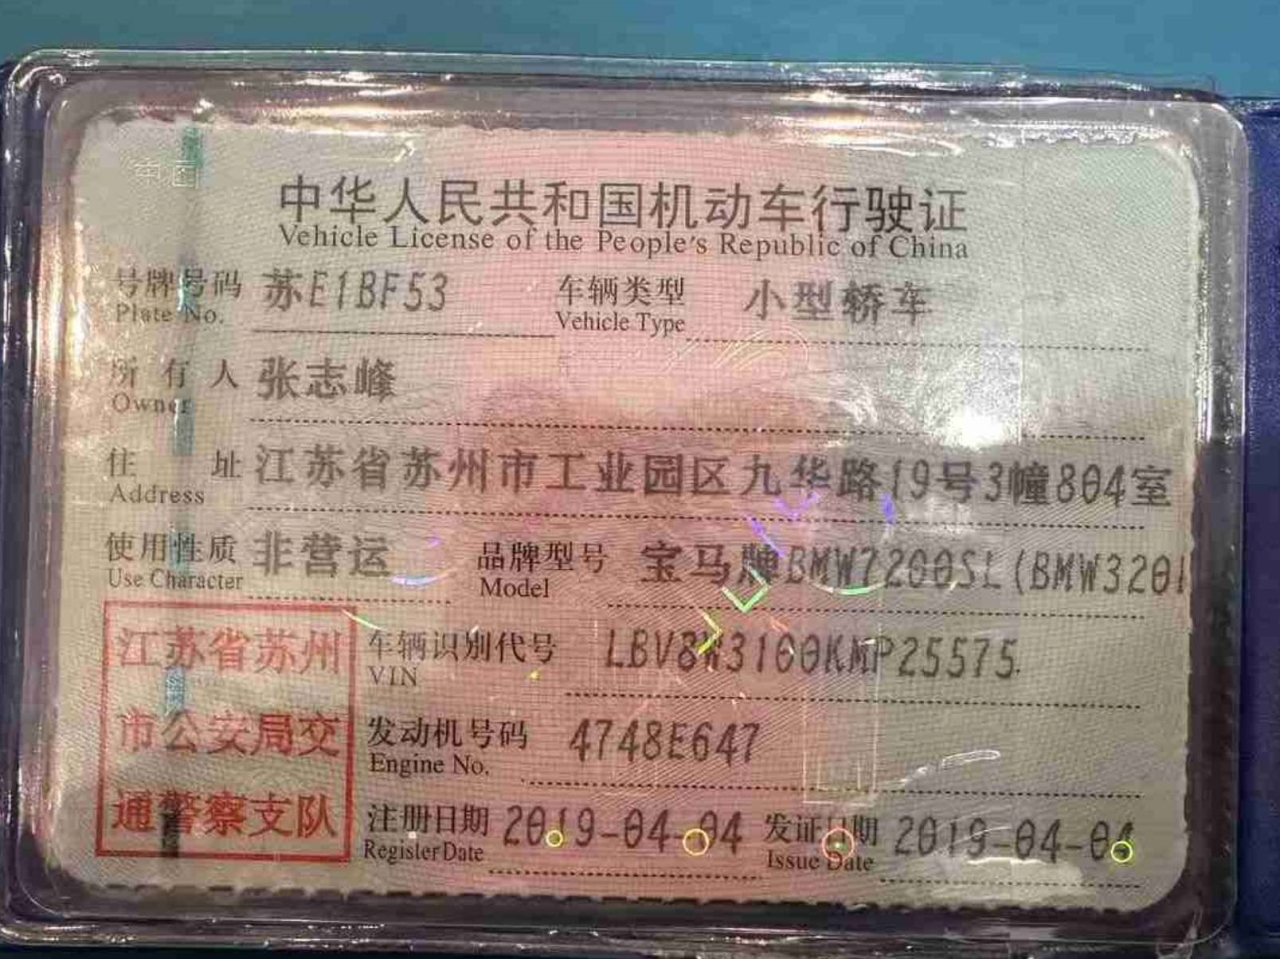 中国
中华人民共和国机动车行驶证
Vehicle License of the People's Republic of China
号牌号码 苏E1BF53 车辆类型 小型轿车
Plate No. Vehicle Type
所有人 张志峰
Owner
住址 江苏省苏州市工业园区九华路19号3幢804室
Address
使用性质 非营运 品牌型号 宝马牌BMW7200SL(BMW320i
Use Character Model
江苏省苏州
市公安局交
通警察支队
车辆识别代号 LBV8W3100KMP25575
VIN
发动机号码 4748E647
Engine No.
注册日期 2019-04-04 发证日期 2019-04-04
Register Date Issue Date